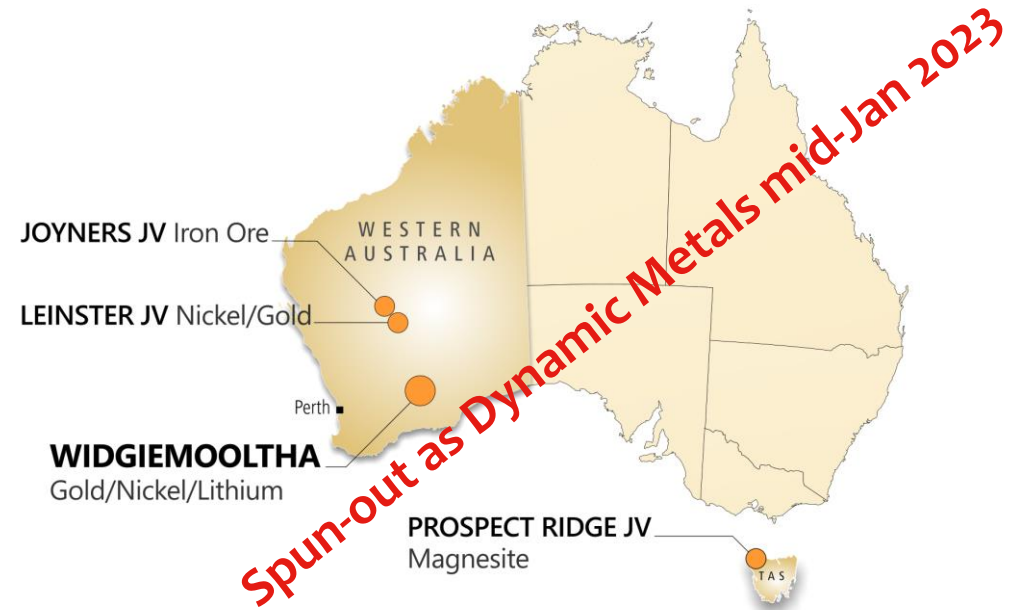 WESTERN
AUSTRALIA
JOYNERS JV Iron Ore
LEINSTER JV Nickel/Gold
Perth
WIDGIEMOOLTHA
Gold/Nickel/Lithium
PROSPECT RIDGE JV
Magnesite
TAS
Spun-out as Dynamic Metals mid-Jan 2023